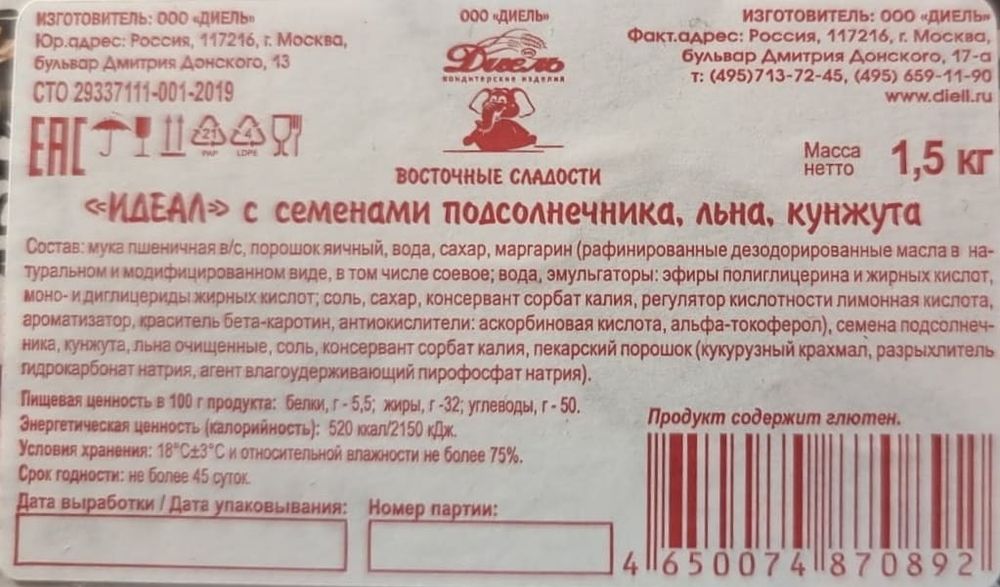 ИЗГОТОВИТЕЛЬ: ООО «ДИЕЛЬ»
Юр.адрес: Россия, 117216, г. Москва,
бульвар Дмитрия Донского, 13
СТО 29337111-001-2019
ЕАС
21
PAP
4
LDPE
ООО «ДИЕЛЬ»
Диель
кондитерские изделия
ИЗГОТОВИТЕЛЬ: ООО «ДИЕЛЬ»
Факт.адрес: Россия, 117216, г. Москва,
бульвар Дмитрия Донского, 17-а
т: (495)713-72-45, (495) 659-11-90
www.diell.ru
Масса
нетто
1,5 кг
ВОСТОЧНЫЕ СЛАДОСТИ
«ИДЕАЛ» с семенами подсолнечника, льна, кунжута
Состав: мука пшеничная в/с, порошок яичный, вода, сахар, маргарин (рафинированные дезодорированные масла в на-
туральном и модифицированном виде, в том числе соевое; вода, эмульгаторы: эфиры полиглицерина и жирных кислот,
моно- и диглицериды жирных кислот; соль, сахар, консервант сорбат калия, регулятор кислотности лимонная кислота,
ароматизатор, краситель бета-каротин, антиокислители: аскорбиновая кислота, альфа-токоферол), семена подсолнеч-
ника, кунжута, льна очищенные, соль, консервант сорбат калия, пекарский порошок (кукурузный крахмал, разрыхлитель
гидрокарбонат натрия, агент влагоудерживающий пирофосфат натрия).
Пищевая ценность в 100 г продукта: белки, г - 5,5; жиры, г -32; углеводы, г - 50.
Энергетическая ценность (калорийность): 520 ккал/2150 кДж.
Условия хранения: 18°С±3°С и относительной влажности не более 75%.
Срок годности: не более 45 суток.
Дата выработки / Дата упаковывания:
Номер партии:
Продукт содержит глютен.
4 650074 870892